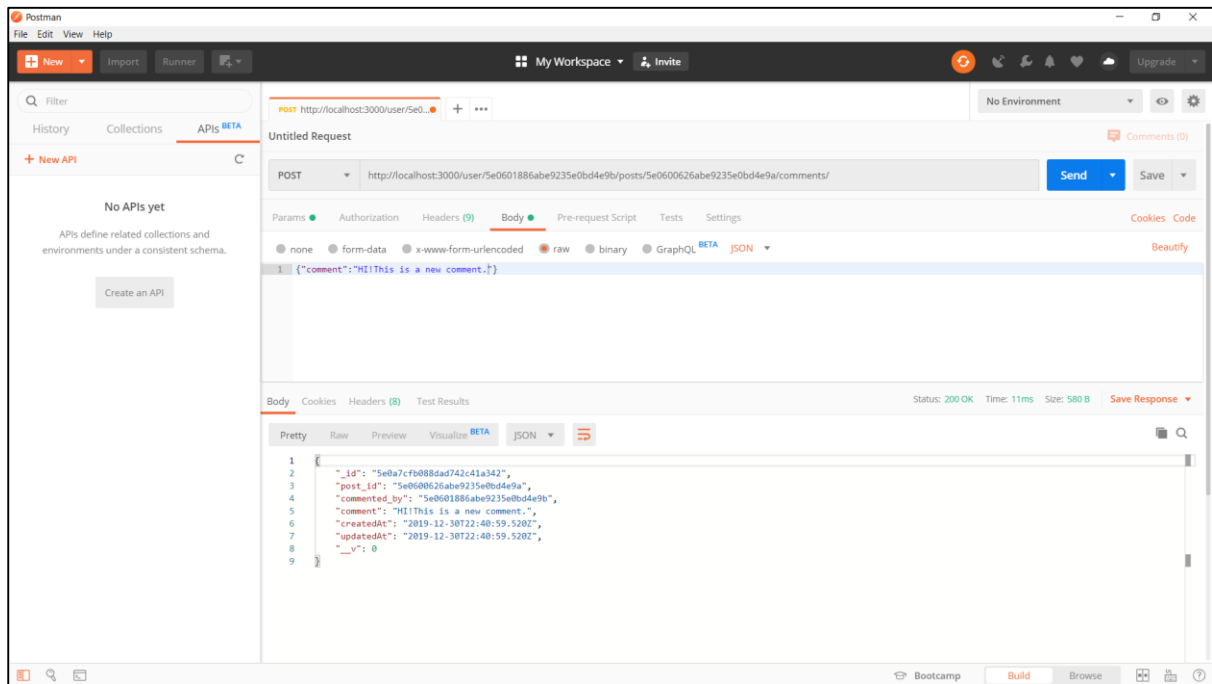 Postman
File Edit View Help
New Import Runner My Workspace Invite Upgrade
Filter
History Collections APIs BETA
+ New API
No APIs yet
APIs define related collections and
environments under a consistent schema.
Create an API
POST http://localhost:3000/user/5e0... + ••• No Environment
Untitled Request Comments (0)
POST http://localhost:3000/user/5e0601886abe9235e0bd4e9b/posts/5e0600626abe9235e0bd4e9a/comments/ Send Save
Params Authorization Headers (9) Body Pre-request Script Tests Settings Cookies Code
none form-data x-www-form-urlencoded raw binary GraphQL BETA JSON Beautify
1 {"comment":"HI!This is a new comment."}
Body Cookies Headers (8) Test Results Status: 200 OK Time: 11ms Size: 580 B Save Response
Pretty Raw Preview Visualize BETA JSON
1 {
2 "_id": "5e0a7cfb088dad742c41a342",
3 "post_id": "5e0600626abe9235e0bd4e9a",
4 "commented_by": "5e0601886abe9235e0bd4e9b",
5 "comment": "HI!This is a new comment.",
6 "createdAt": "2019-12-30T22:40:59.520Z",
7 "updatedAt": "2019-12-30T22:40:59.520Z",
8 "__v": 0
9 }
Bootcamp Build Browse